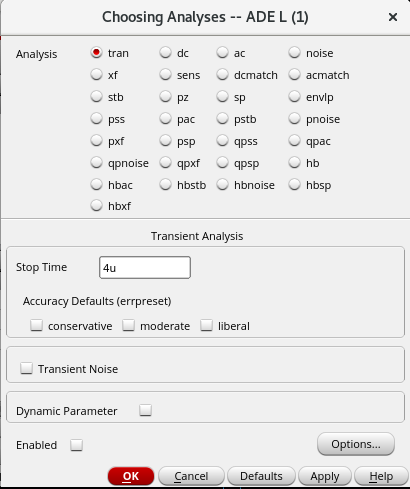 Choosing Analyses -- ADE L (1)
Analysis tran dc ac noise
xf sens dcmatch acmatch
stb pz sp envlp
pss pac pstb pnoise
pxf psp qpss qpac
qpnoise qpxf qpsp hb
hbac hbstb hbnoise hbsp
hbxf
Transient Analysis
Stop Time 4u
Accuracy Defaults (errpreset)
conservative moderate liberal
Transient Noise
Dynamic Parameter
Enabled Options...
OK Cancel Defaults Apply Help